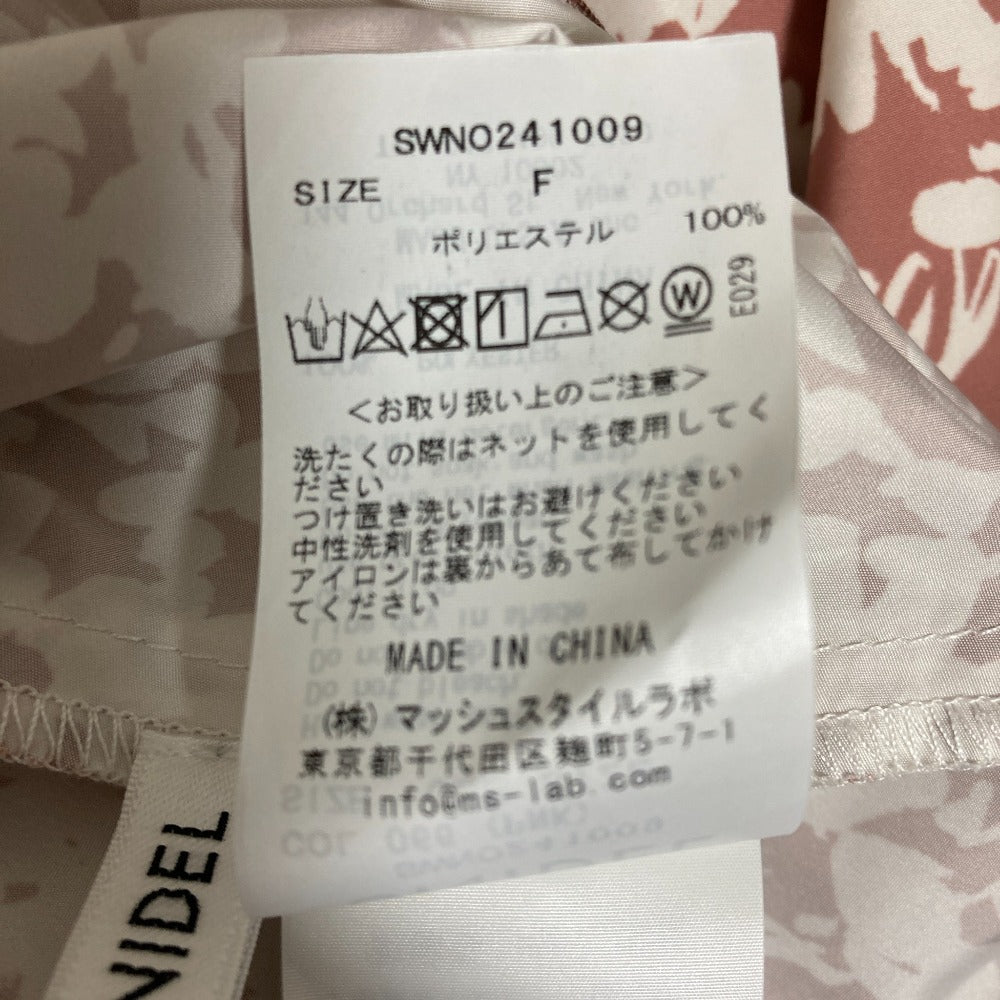 SWNO241009
SIZE F
ポリエステル 100%
W
E029
<お取り扱い上のご注意>
洗たくの際はネットを使用してく
ださい
つけ置き洗いはお避けください
中性洗剤を使用してください
アイロンは裏からあて布してかけ
てください
MADE IN CHINA
(株) マッシュスタイルラボ
東京都千代田区麹町5-7-1
info@ms-lab.com
NIDEL